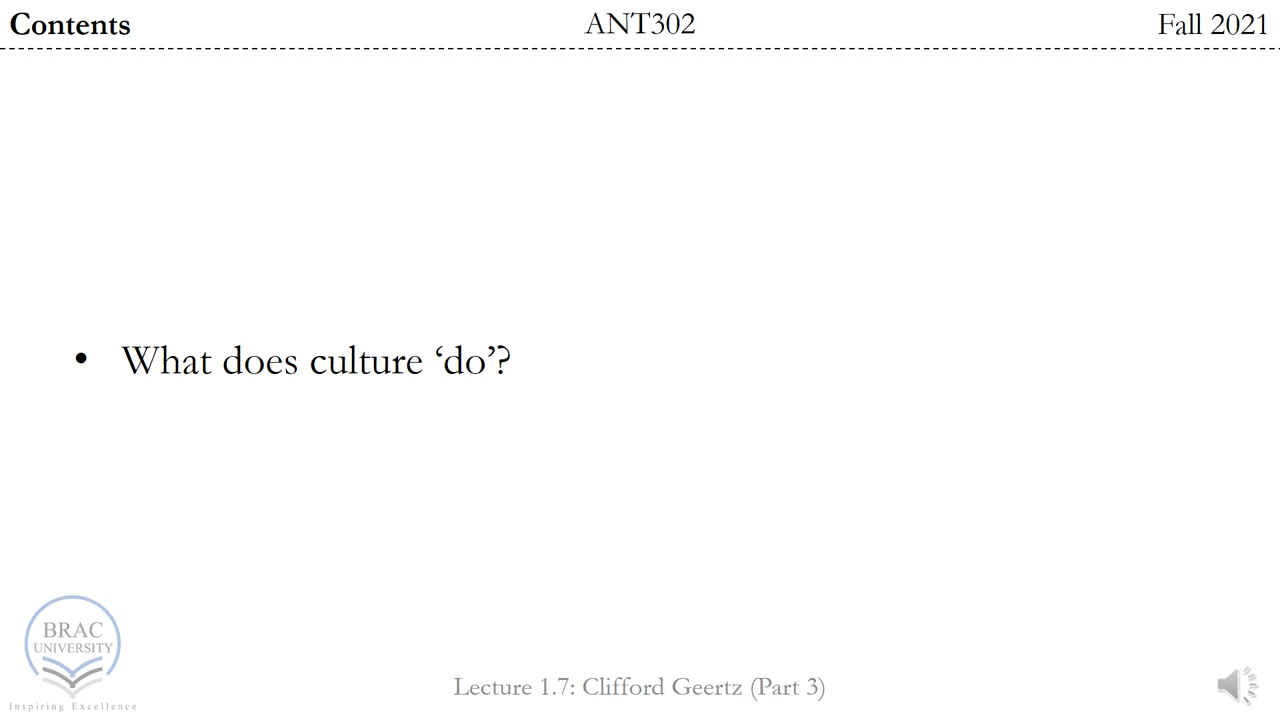 Contents ANT302 Fall 2021
• What does culture ‘do’?
BRAC
UNIVERSITY
Inspiring Excellence
Lecture 1.7: Clifford Geertz (Part 3)